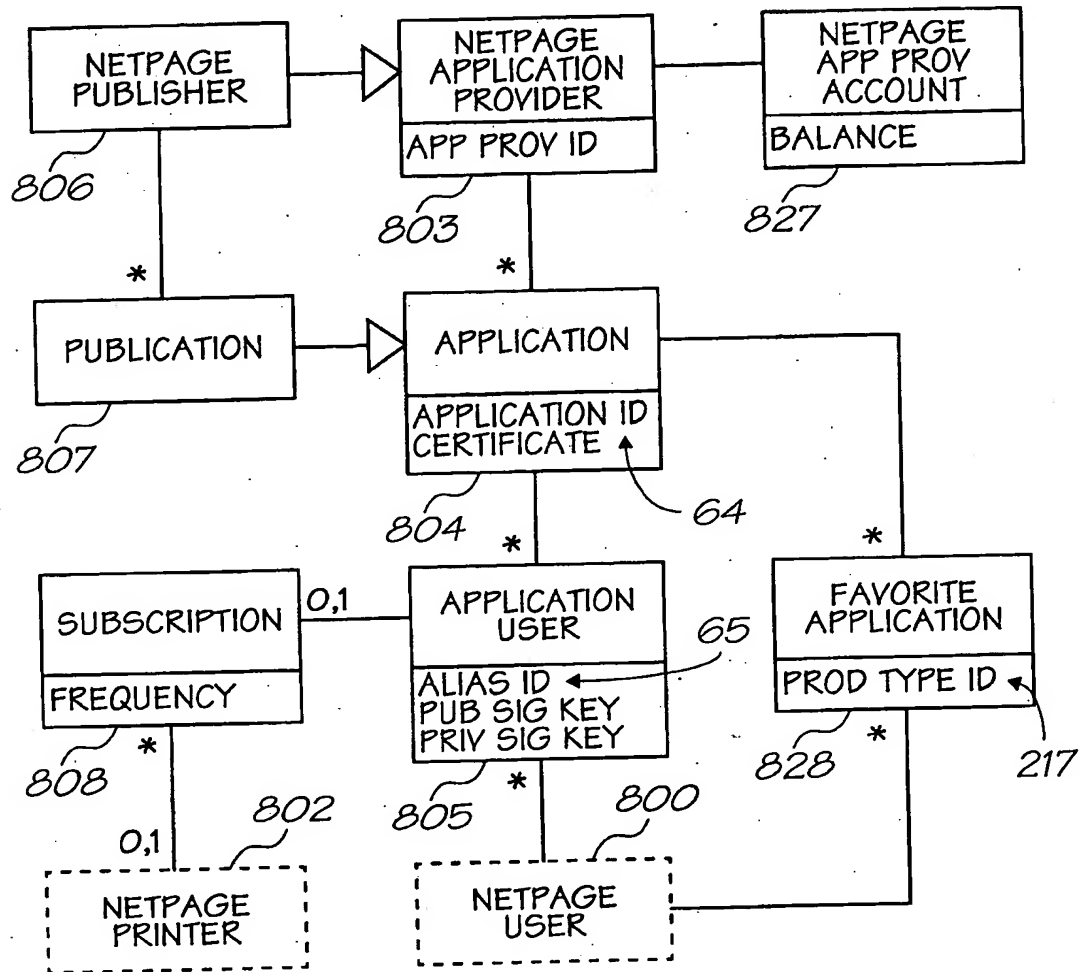 NETPAGE
PUBLISHER
806
NETPAGE
APPLICATION
PROVIDER
APP PROV ID
803
NETPAGE
APP PROV
ACCOUNT
BALANCE
827
*
*
PUBLICATION
807
APPLICATION
APPLICATION ID
CERTIFICATE
804
64
*
*
SUBSCRIPTION
FREQUENCY
808
0,1
APPLICATION
USER
ALIAS ID
PUB SIG KEY
PRIV SIG KEY
805
65
FAVORITE
APPLICATION
PROD TYPE ID
828
217
*
*
*
0,1
802
800
NETPAGE
PRINTER
NETPAGE
USER